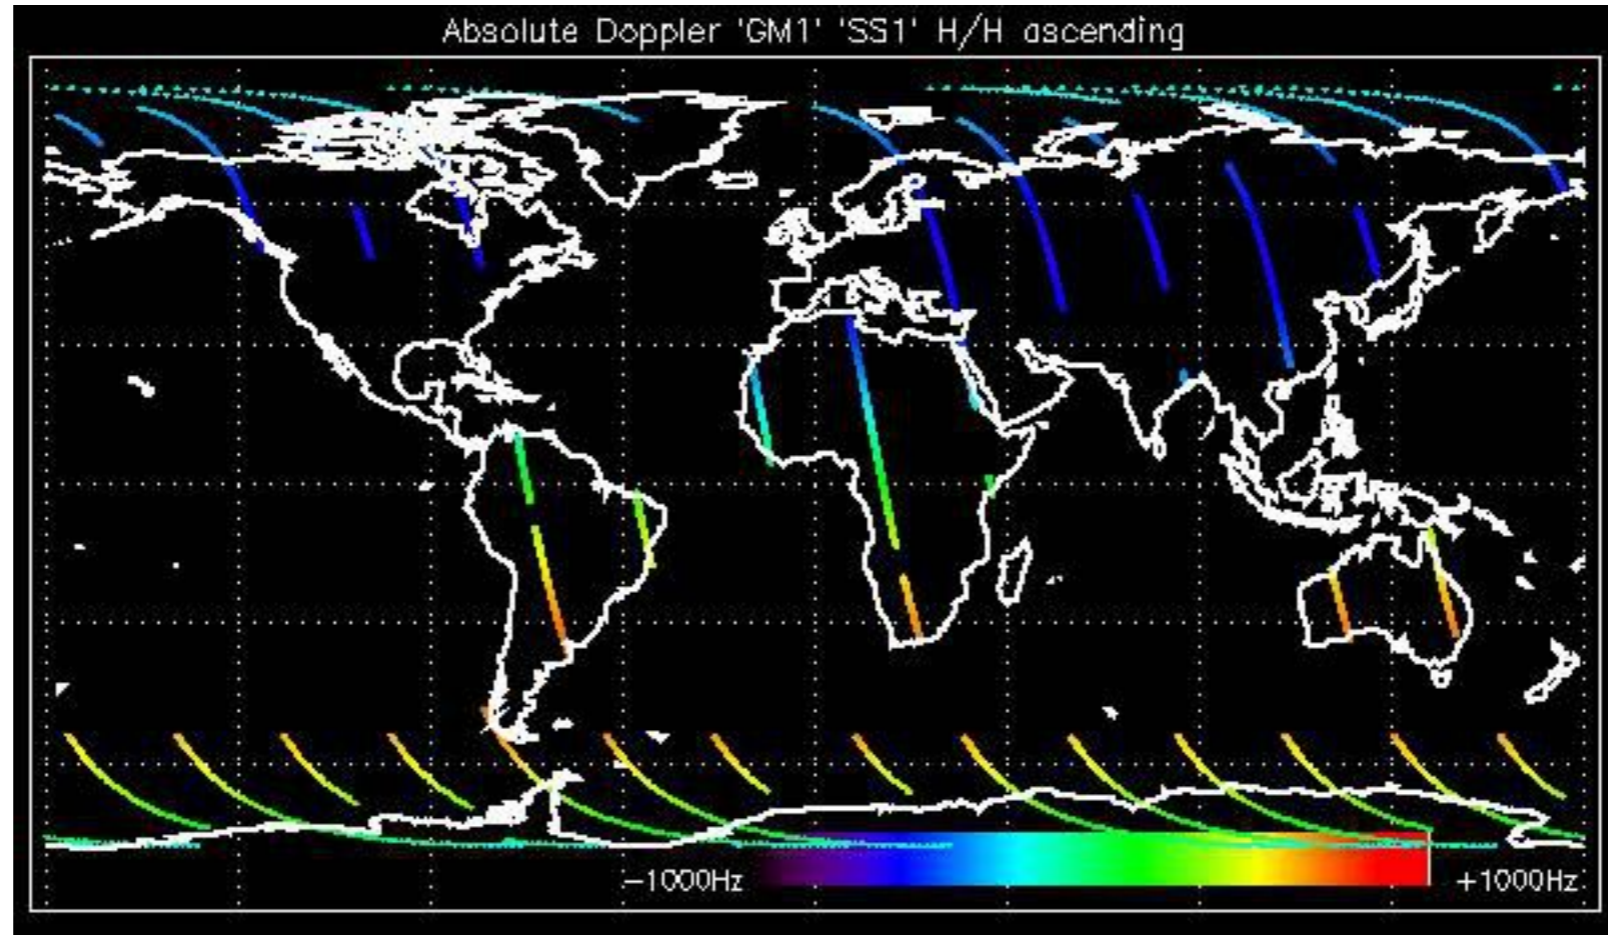 Absolute Doppler 'GM1' 'SS1' H/H ascending
−1000Hz
+1000Hz